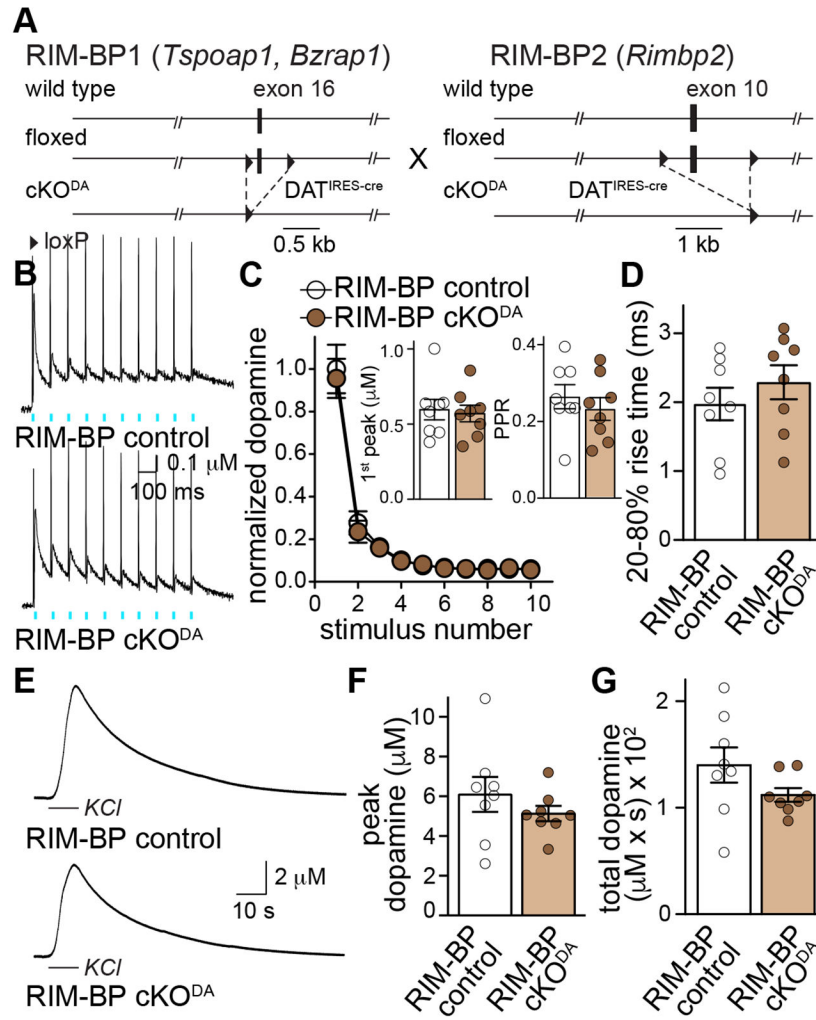 A
RIM-BP1 (Tspoap1, Bzrap1)
wild type
exon 16
floxed
cKO^DA
DAT^IRES-cre
0.5 kb
loxP
X
RIM-BP2 (Rimbp2)
wild type
exon 10
floxed
cKO^DA
DAT^IRES-cre
1 kb
B
RIM-BP control
0.1 μM
100 ms
RIM-BP cKO^DA
C
RIM-BP control
RIM-BP cKO^DA
normalized dopamine
1.0
0.8
0.6
0.4
0.2
0.0
0 2 4 6 8 10
stimulus number
1st peak (μM)
1.0
0.5
0.0
PPR
0.4
0.2
0.0
D
20-80% rise time (ms)
3
2
1
0
RIM-BP
control
RIM-BP
cKO^DA
E
KCl
RIM-BP control
2 μM
10 s
KCl
RIM-BP cKO^DA
F
peak
dopamine (μM)
10
8
6
4
2
0
RIM-BP
control
RIM-BP
cKO^DA
G
total dopamine
(μM x s) x 10²
2
1
0
RIM-BP
control
RIM-BP
cKO^DA